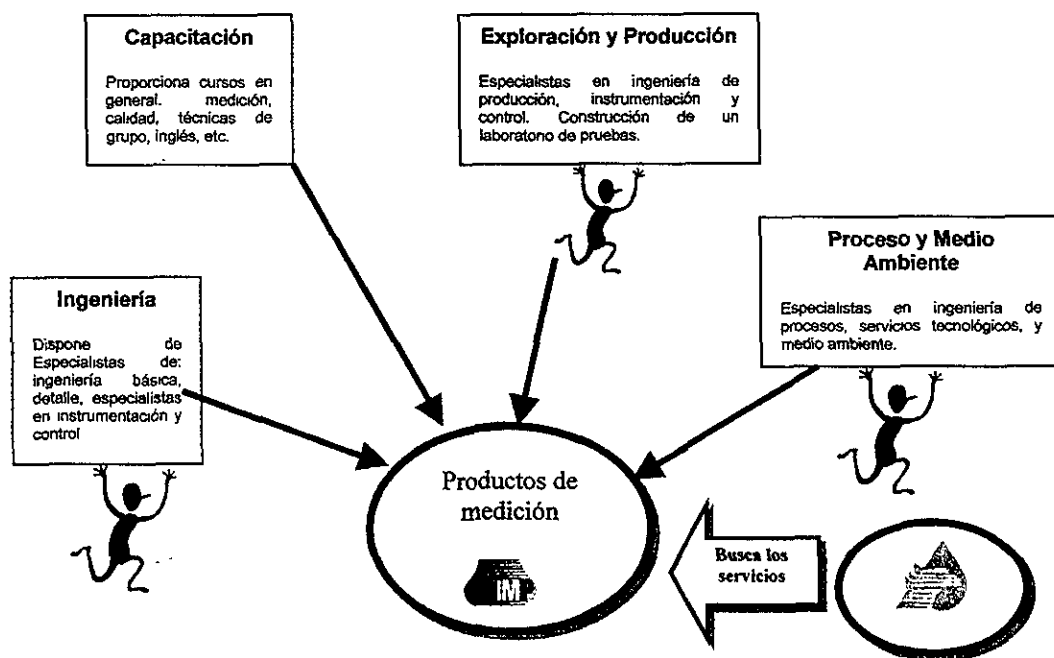 Capacitación
Proporciona cursos en
general. medición,
calidad, técnicas de
grupo, inglés, etc.
Exploración y Producción
Especialistas en ingeniería de
producción, instrumentación y
control. Construcción de un
laboratorio de pruebas.
Proceso y Medio
Ambiente
Especialistas en ingeniería de
procesos, servicios tecnológicos, y
medio ambiente.
Ingeniería
Dispone de
Especialistas de:
ingeniería básica,
detalle, especialistas
en instrumentación y
control
Productos de
medición
IMP
Busca los
servicios